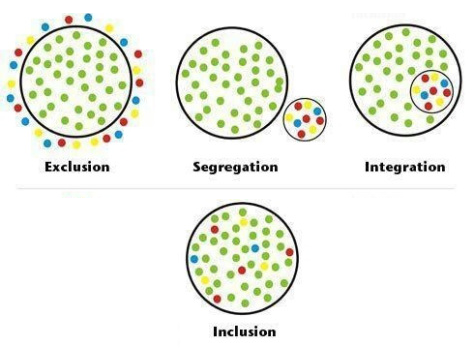 Exclusion
Segregation
Integration
Inclusion